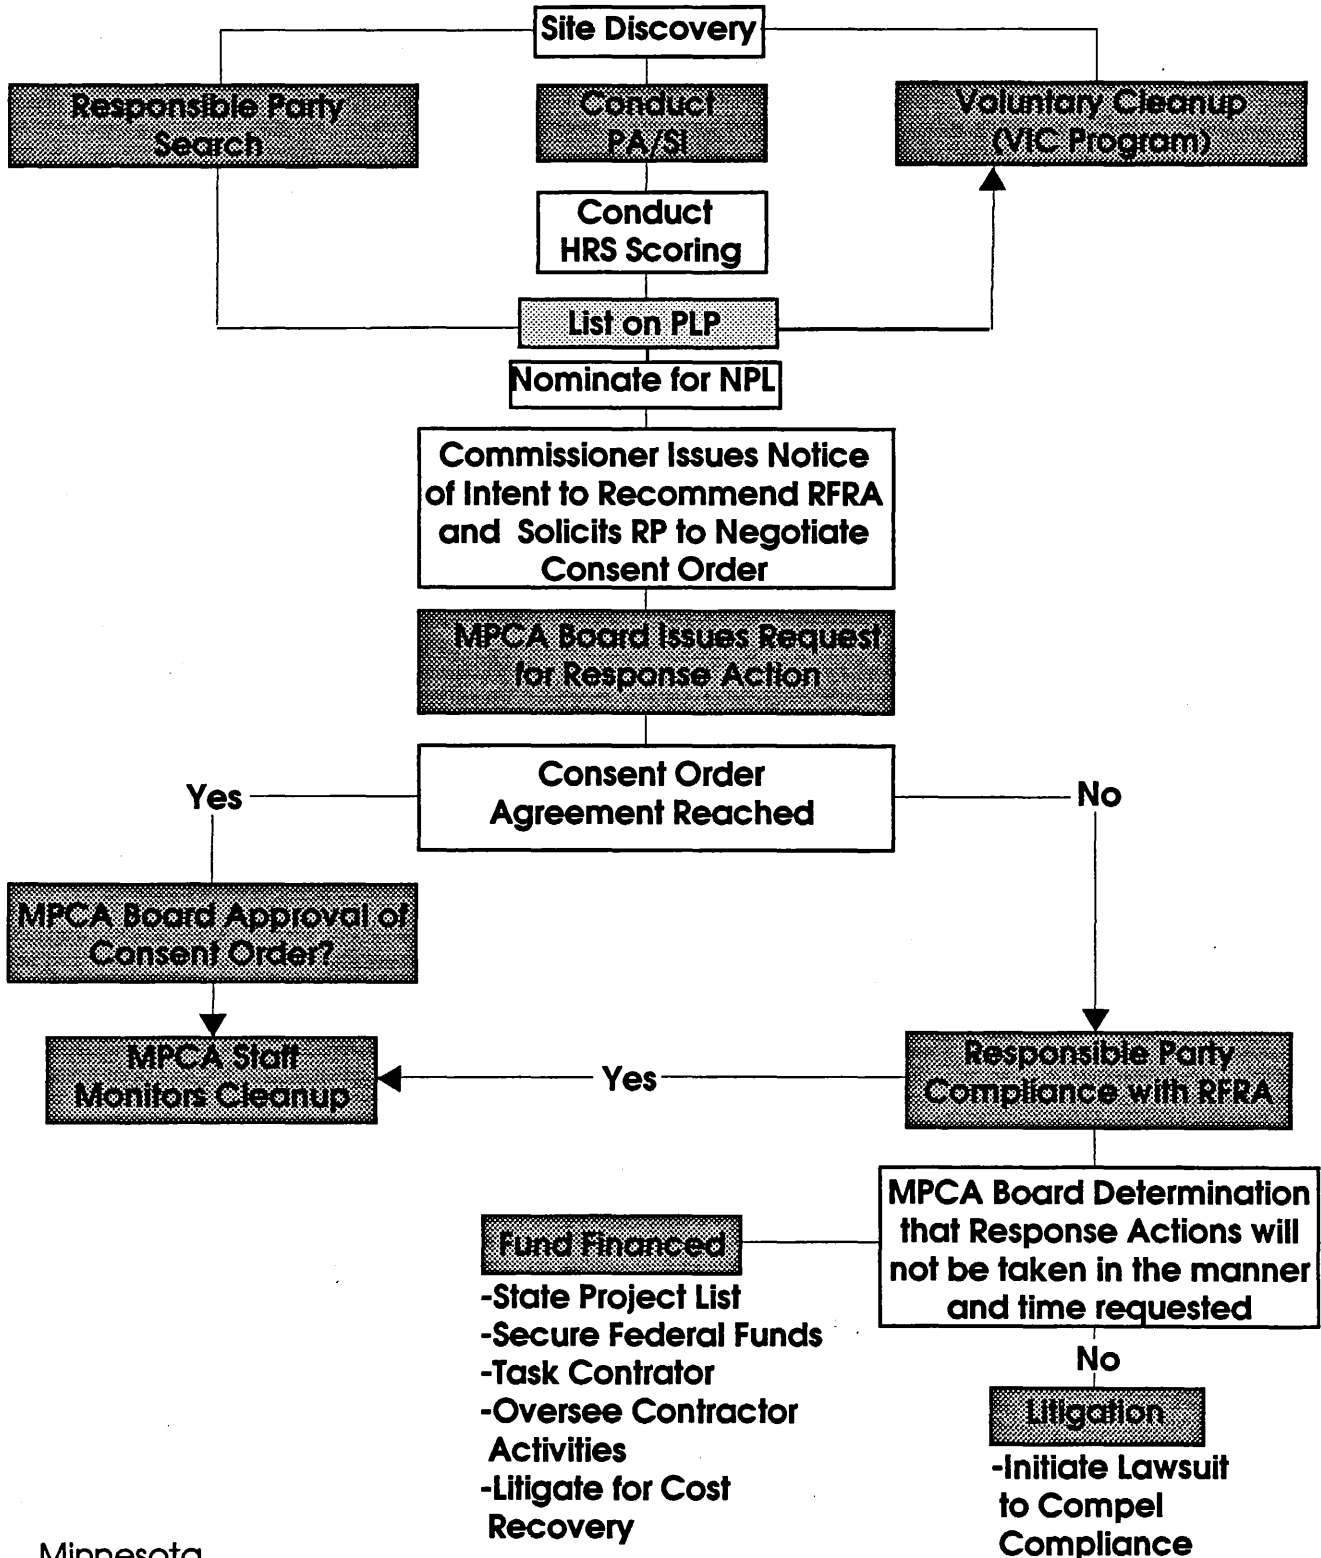 Site Discovery
Responsible Party
Search
Conduct
PA/SI
Voluntary Cleanup
(VIC Program)
Conduct
HRS Scoring
List on PLP
Nominate for NPL
Commissioner Issues Notice
of Intent to Recommend RFRA
and Solicits RP to Negotiate
Consent Order
MPCA Board Issues Request
for Response Action
Consent Order
Agreement Reached
Yes
No
MPCA Board Approval of
Consent Order?
MPCA Staff
Monitors Cleanup
Yes
Responsible Party
Compliance with RFRA
MPCA Board Determination
that Response Actions will
not be taken in the manner
and time requested
Fund Financed
-State Project List
-Secure Federal Funds
-Task Contrator
-Oversee Contractor
Activities
-Litigate for Cost
Recovery
No
Litigation
-Initiate Lawsuit
to Compel
Compliance
Minnesota